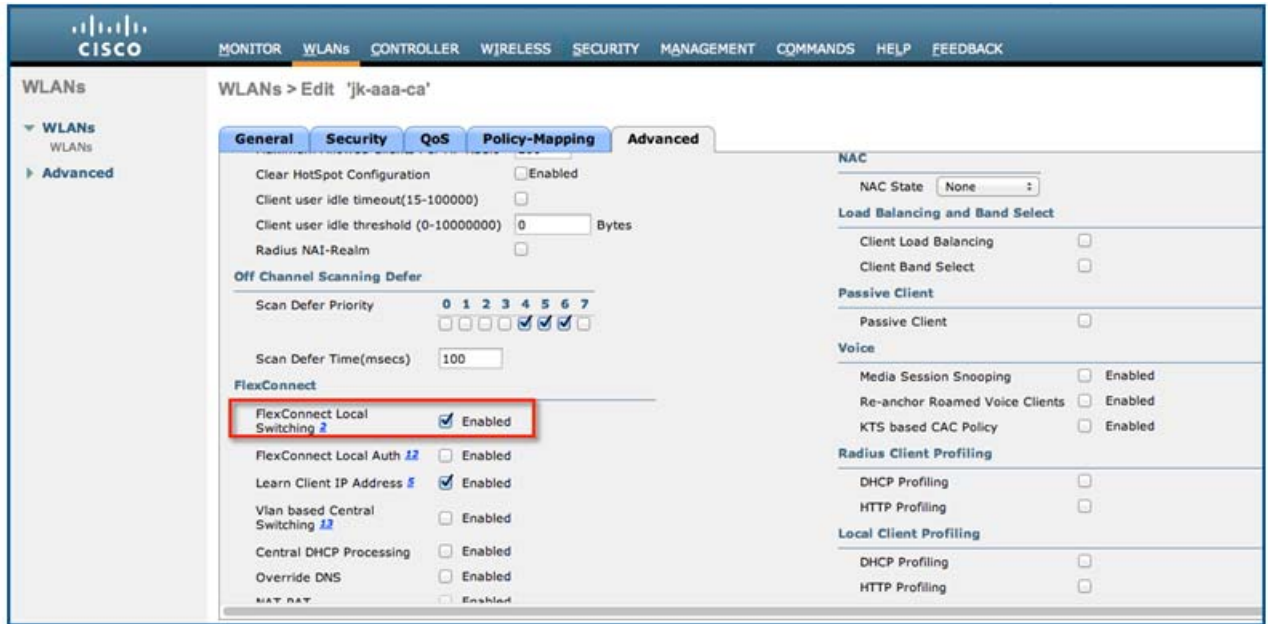 CISCO
MONITOR WLANs CONTROLLER WIRELESS SECURITY MANAGEMENT COMMANDS HELP FEEDBACK
WLANs
WLANs
WLANs
Advanced
WLANs > Edit 'jk-aaa-ca'
General Security QoS Policy-Mapping Advanced
Clear HotSpot Configuration Enabled
Client user idle timeout(15-100000)
Client user idle threshold (0-10000000) 0 Bytes
Radius NAI-Realm
Off Channel Scanning Defer
Scan Defer Priority 0 1 2 3 4 5 6 7
Scan Defer Time(msecs) 100
FlexConnect
FlexConnect Local
Switching 2 Enabled
FlexConnect Local Auth 12 Enabled
Learn Client IP Address 5 Enabled
Vlan based Central
Switching 13 Enabled
Central DHCP Processing Enabled
Override DNS Enabled
NAT-PAT Enabled
NAC
NAC State None
Load Balancing and Band Select
Client Load Balancing
Client Band Select
Passive Client
Passive Client
Voice
Media Session Snooping Enabled
Re-anchor Roamed Voice Clients Enabled
KTS based CAC Policy Enabled
Radius Client Profiling
DHCP Profiling
HTTP Profiling
Local Client Profiling
DHCP Profiling
HTTP Profiling